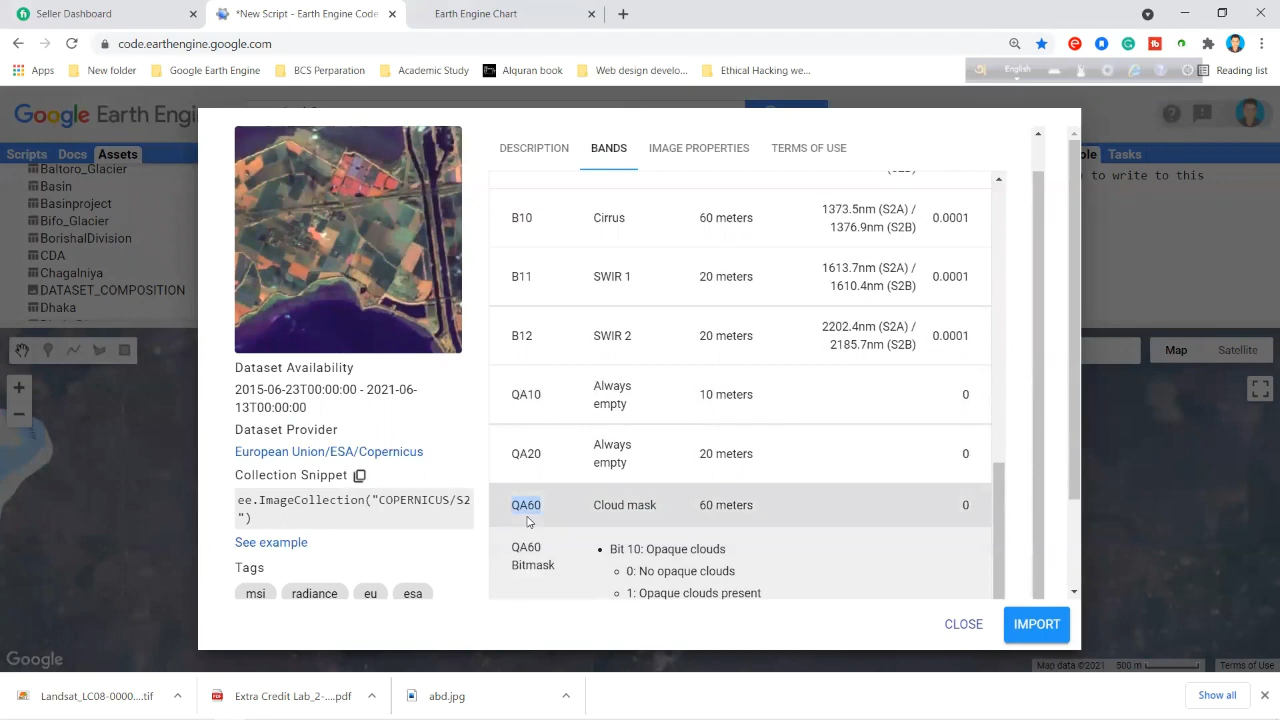 Seller Dashboard
*New Script - Earth Engine Code
Earth Engine Chart
code.earthengine.google.com
Apps
New folder
Google Earth Engine
BCS Perparation
Academic Study
Alquran book
Web design develo...
Ethical Hacking we...
English
Reading list
Google Earth Engine
Scripts
Docs
Assets
Tasks
Baltoro_Glacier
Basin
Basinproject
Bifo_Glacier
BorishalDivision
CDA
Chagalniya
DATASET_COMPOSITION
Dhaka
to write to this
Map
Satellite
DESCRIPTION
BANDS
IMAGE PROPERTIES
TERMS OF USE
(S2B)
B10 Cirrus 60 meters 1373.5nm (S2A) / 1376.9nm (S2B) 0.0001
B11 SWIR 1 20 meters 1613.7nm (S2A) / 1610.4nm (S2B) 0.0001
B12 SWIR 2 20 meters 2202.4nm (S2A) / 2185.7nm (S2B) 0.0001
QA10 Always empty 10 meters 0
QA20 Always empty 20 meters 0
QA60 Cloud mask 60 meters 0
QA60 Bitmask
Bit 10: Opaque clouds
0: No opaque clouds
1: Opaque clouds present
Dataset Availability
2015-06-23T00:00:00 - 2021-06-
13T00:00:00
Dataset Provider
European Union/ESA/Copernicus
Collection Snippet
ee.ImageCollection("COPERNICUS/S2
")
See example
Tags
msi
radiance
eu
esa
CLOSE
IMPORT
Google
Map data ©2021
500 m
Terms of Use
Landsat_LC08-0000....tif
Extra Credit Lab_2-....pdf
abd.jpg
Show all